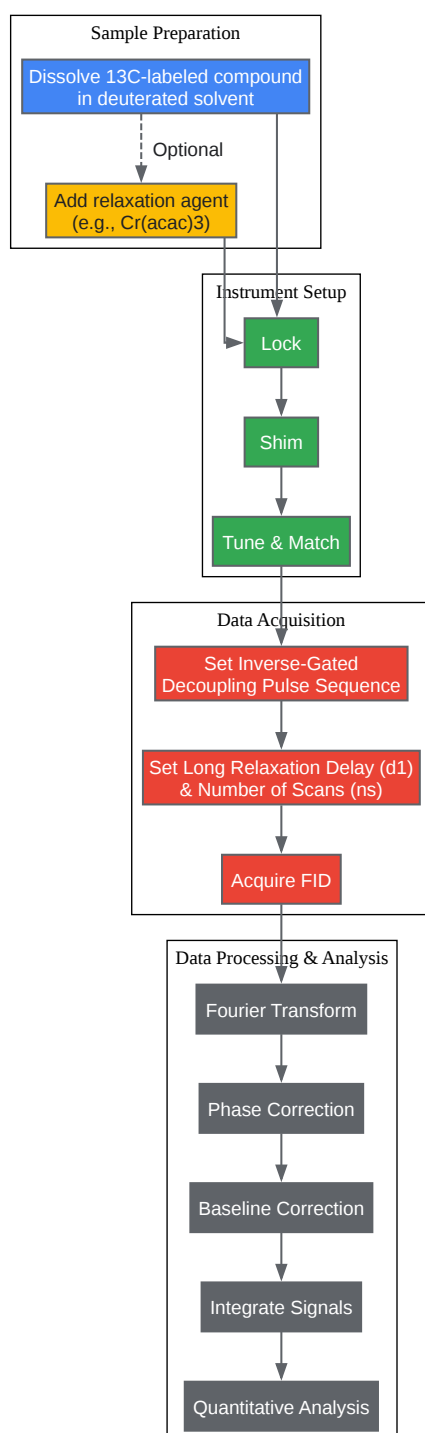 Sample Preparation
Dissolve 13C-labeled compound
in deuterated solvent
Optional
Add relaxation agent
(e.g., Cr(acac)3)
Instrument Setup
Lock
Shim
Tune & Match
Data Acquisition
Set Inverse-Gated
Decoupling Pulse Sequence
Set Long Relaxation Delay (d1)
& Number of Scans (ns)
Acquire FID
Data Processing & Analysis
Fourier Transform
Phase Correction
Baseline Correction
Integrate Signals
Quantitative Analysis